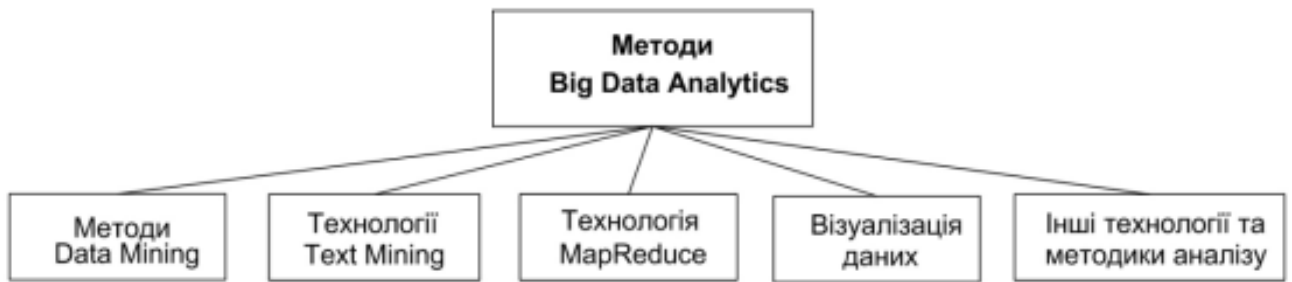 Методи
Big Data Analytics
Методи
Data Mining
Технології
Text Mining
Технологія
MapReduce
Візуалізація
даних
Інші технології та
методики аналізу